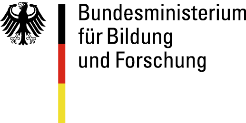 Bundesministerium
für Bildung
und Forschung